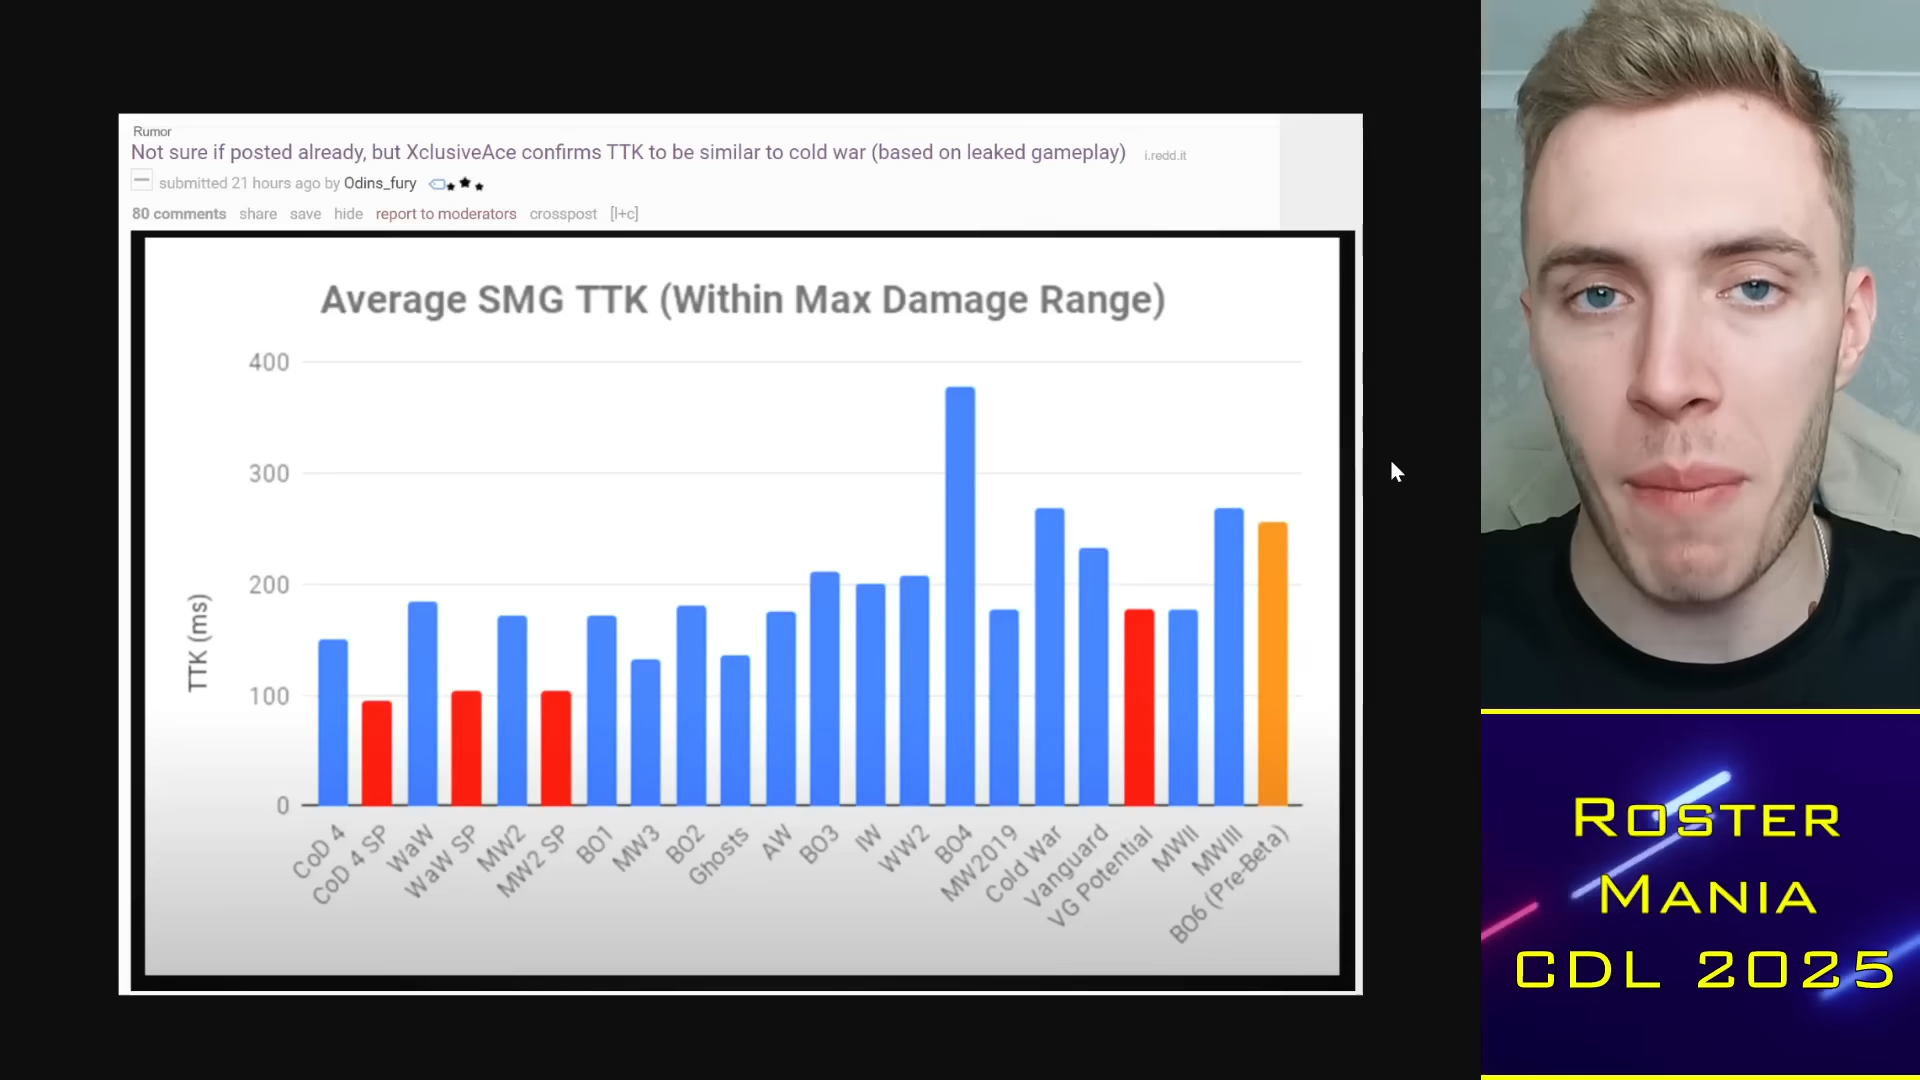 Rumor
Not sure if posted already, but XclusiveAce confirms TTK to be similar to cold war (based on leaked gameplay) i.redd.it
submitted 21 hours ago by Odins_fury
80 comments share save hide report to moderators crosspost [l+c]
Average SMG TTK (Within Max Damage Range)
400
300
200
100
0
TTK (ms)
CoD 4
CoD 4 SP
WaW
WaW SP
MW2
MW2 SP
BO1
MW3
BO2
Ghosts
AW
BO3
IW
WW2
BO4
MW2019
Cold War
Vanguard
VG Potential
MWII
MWIII
BO6 (Pre-Beta)
ROSTER
MANIA
CDL 2025